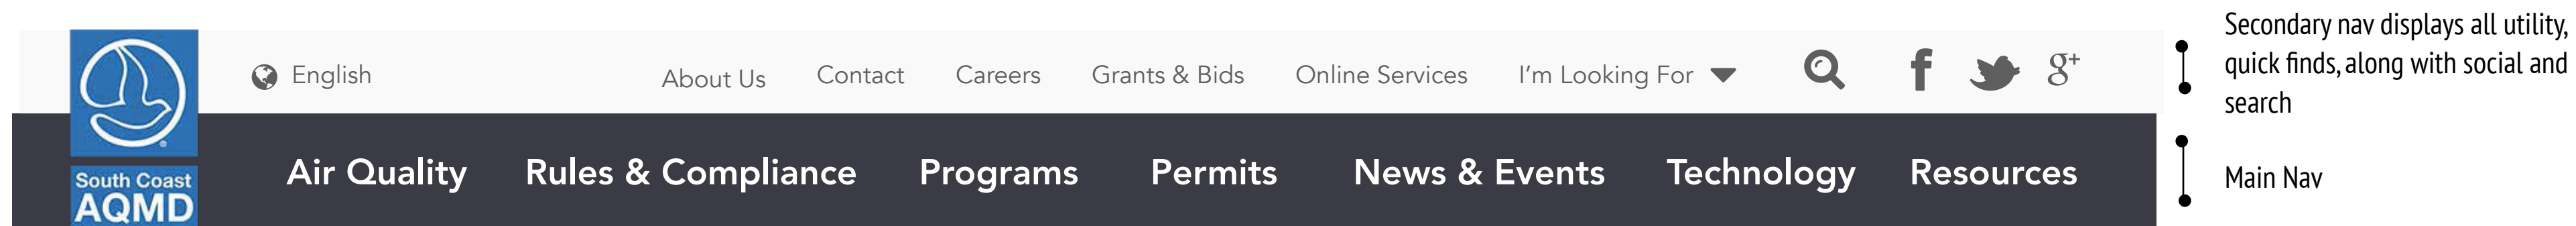 English
About Us Contact Careers Grants & Bids Online Services I'm Looking For
f g+
South Coast
AQMD
Air Quality Rules & Compliance Programs Permits News & Events Technology Resources
Secondary nav displays all utility,
quick finds, along with social and
search
Main Nav